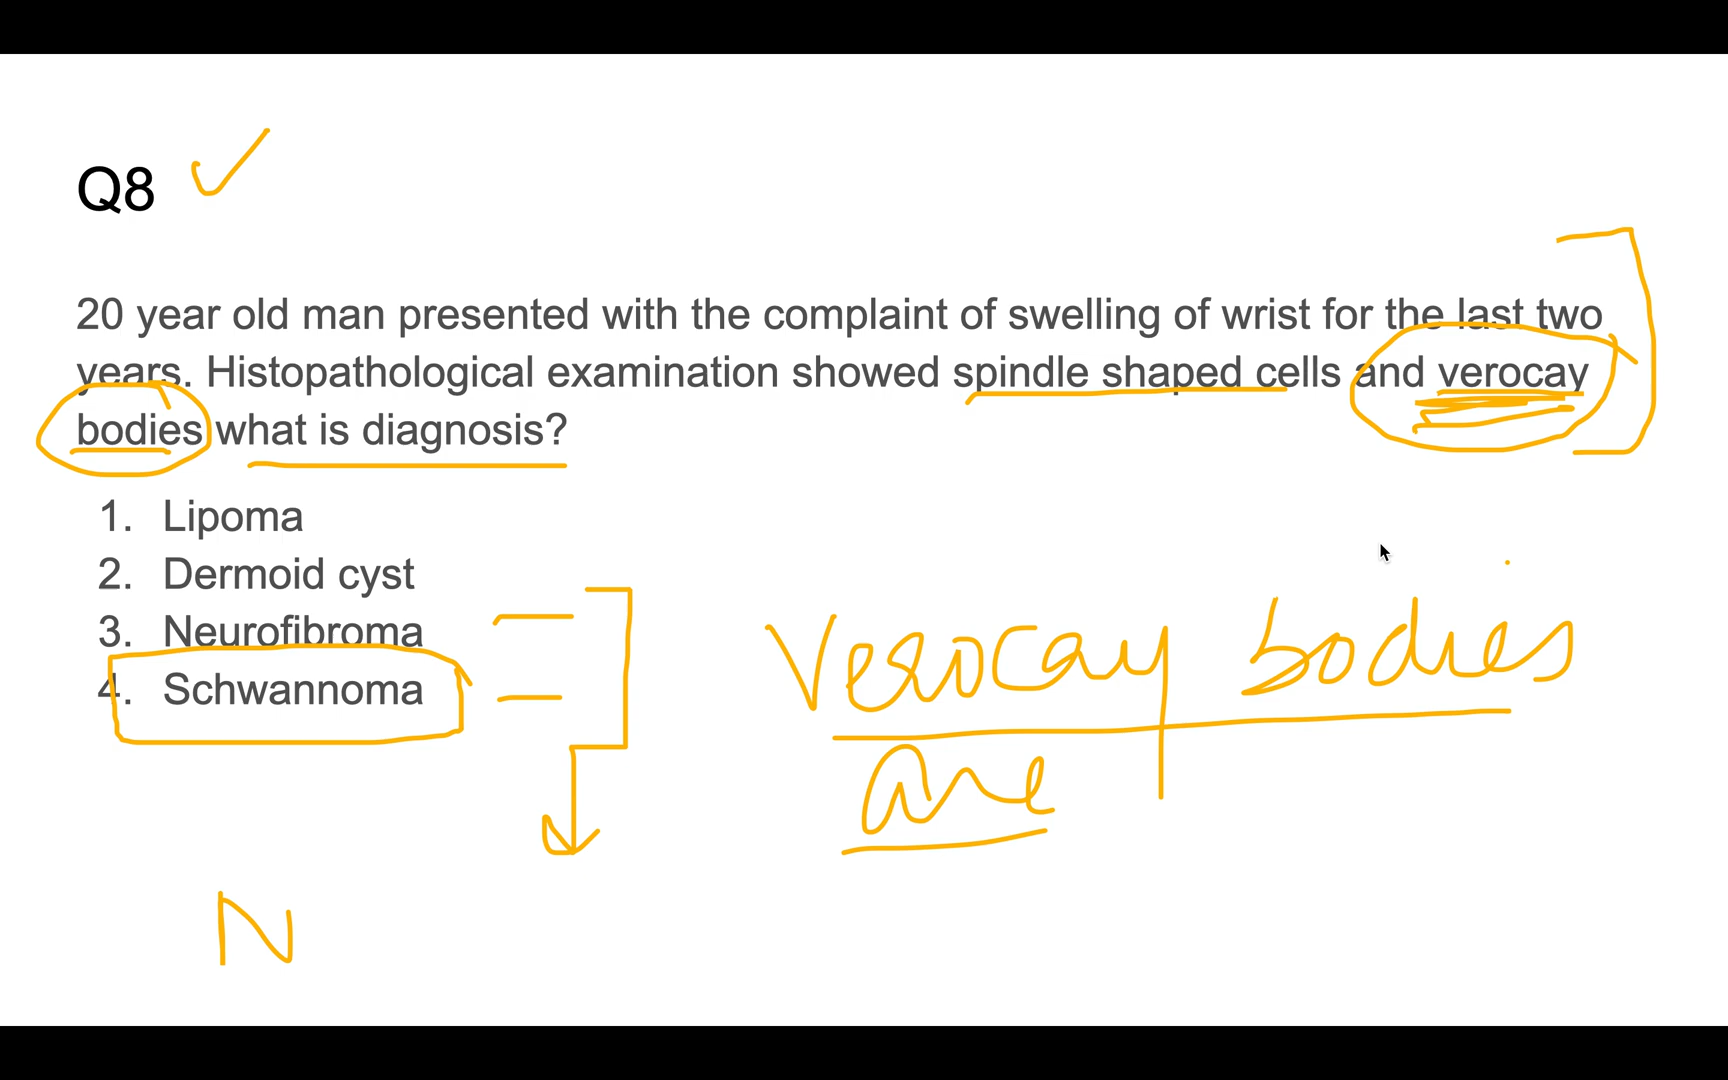 Q8
20 year old man presented with the complaint of swelling of wrist for the last two
years. Histopathological examination showed spindle shaped cells and verocay
bodies what is diagnosis?
1. Lipoma
2. Dermoid cyst
3. Neurofibroma
4. Schwannoma
Verocay bodies
are
N